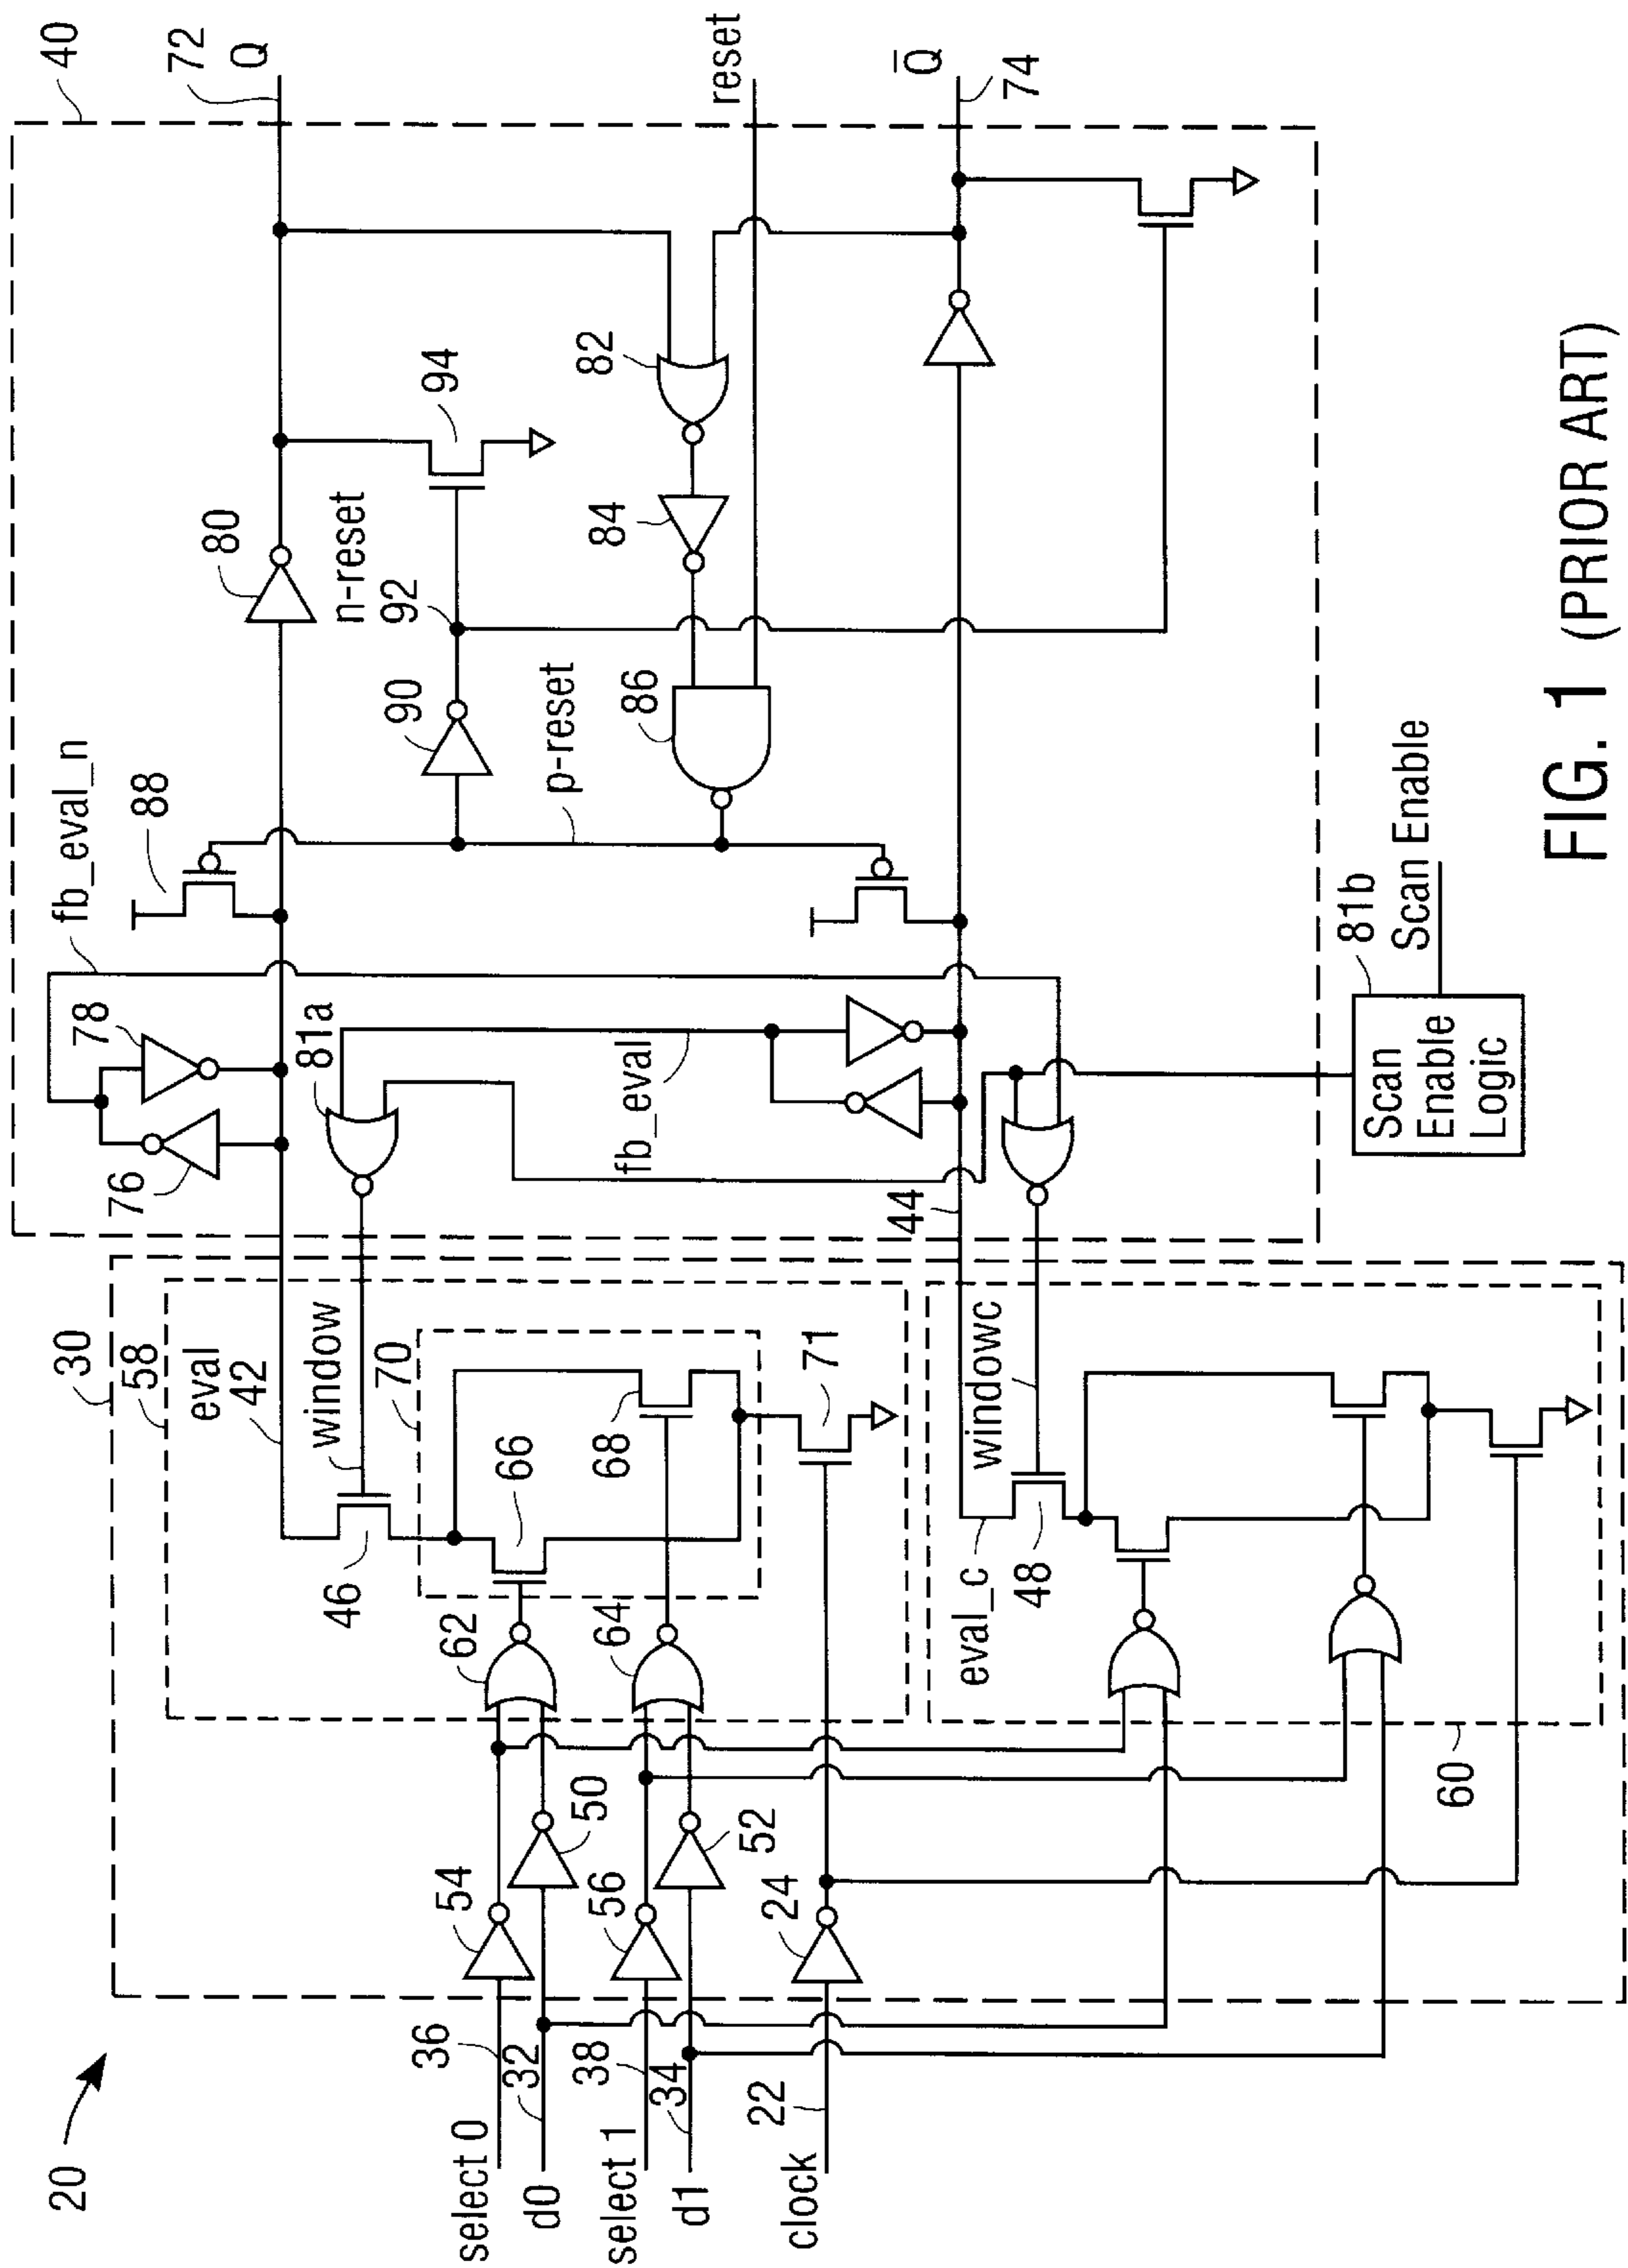 20
select 0
36
d0
32
select 1
38
d1
34
clock
22
30
58
54
50
56
52
24
62
64
60
eval
42
window
46
70
66
68
71
eval_c
48
windowc
44
40
fb_eval_n
78
76
81a
fb_eval
88
80
n-reset
92
90
p-reset
94
82
84
86
72
Q
reset
Q̅
74
Scan
Enable
Logic
81b
Scan Enable
FIG. 1 (PRIOR ART)